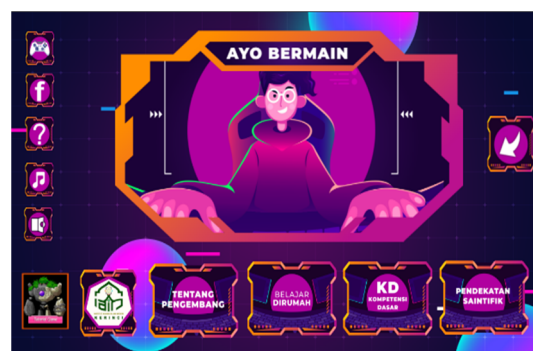 AYO BERMAIN
TENTANG
PENGEMBANG
BELAJAR
DIRUMAH
KD
KOMPETENSI
DASAR
PENDEKATAN
SAINTIFIK